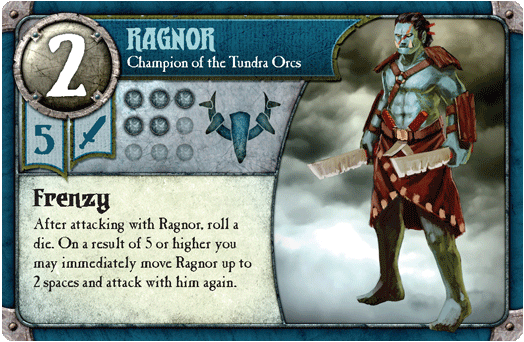 2
RAGNOR
Champion of the Tundra Orcs
5
Frenzy
After attacking with Ragnor, roll a
die. On a result of 5 or higher you
may immediately move Ragnor up to
2 spaces and attack with him again.